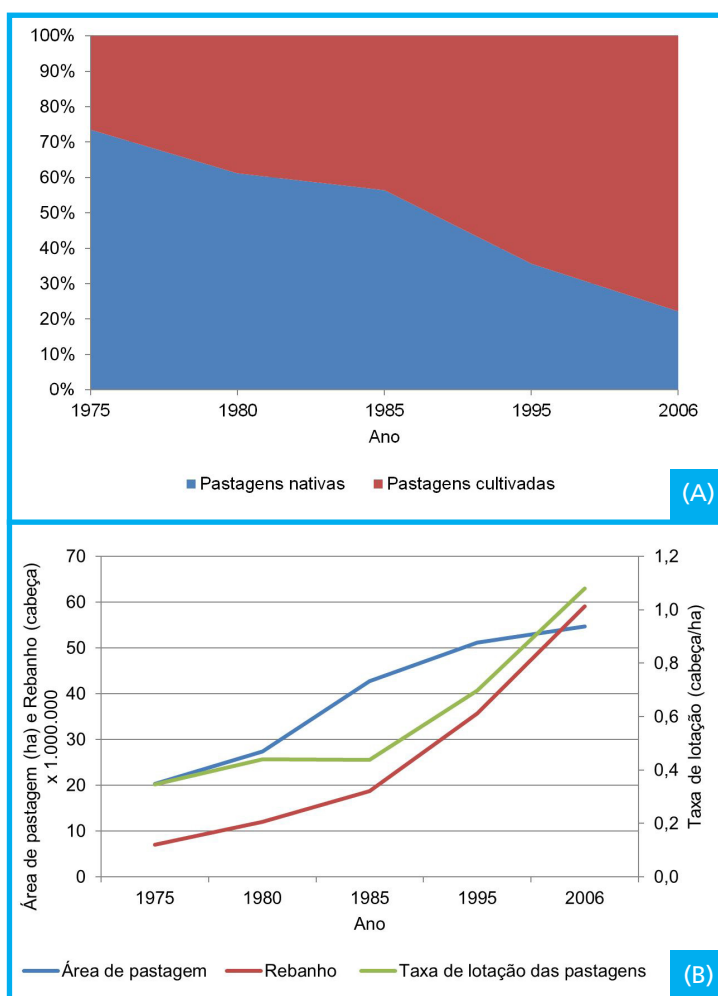 100%
90%
80%
70%
60%
50%
40%
30%
20%
10%
0%
1975 1980 1985 1995 2006
Ano
Pastagens nativas Pastagens cultivadas
(A)
Área de pastagem (ha) e Rebanho (cabeça)
x 1.000.000
70
60
50
40
30
20
10
0
1,2
1,0
0,8
0,6
0,4
0,2
0,0
Taxa de lotação (cabeça/ha)
1975 1980 1985 1995 2006
Ano
Área de pastagem Rebanho Taxa de lotação das pastagens
(B)